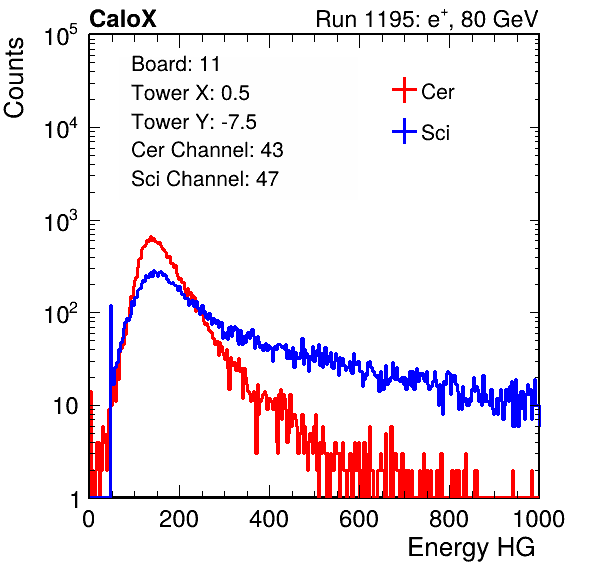 CaloX Run 1195: e⁺, 80 GeV
Counts
Board: 11
Tower X: 0.5
Tower Y: -7.5
Cer Channel: 43
Sci Channel: 47
Cer
Sci
10⁵
10⁴
10³
10²
10
1
0 200 400 600 800 1000
Energy HG